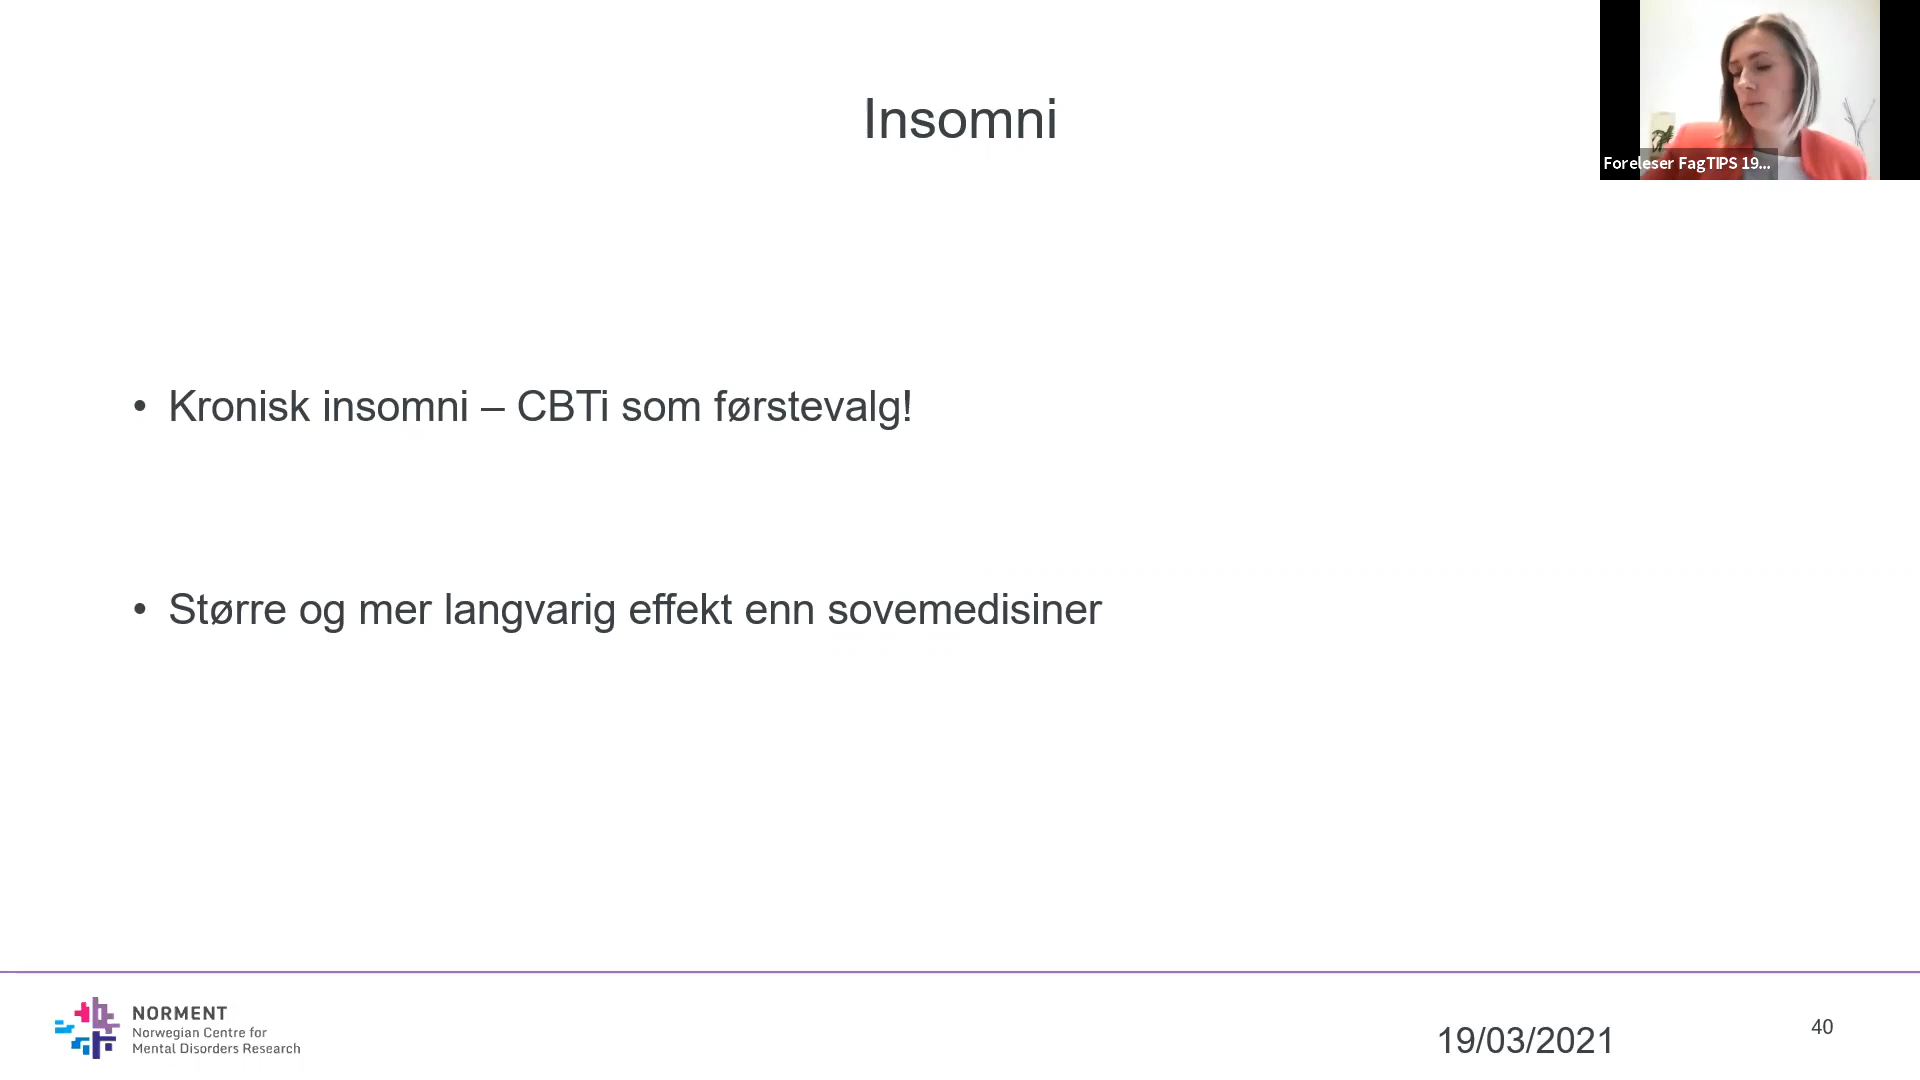 Insomni
Foreleser FagTIPS 19...
• Kronisk insomni – CBTi som førstevalg!
• Større og mer langvarig effekt enn sovemedisiner
NORMENT
Norwegian Centre for
Mental Disorders Research
19/03/2021
40